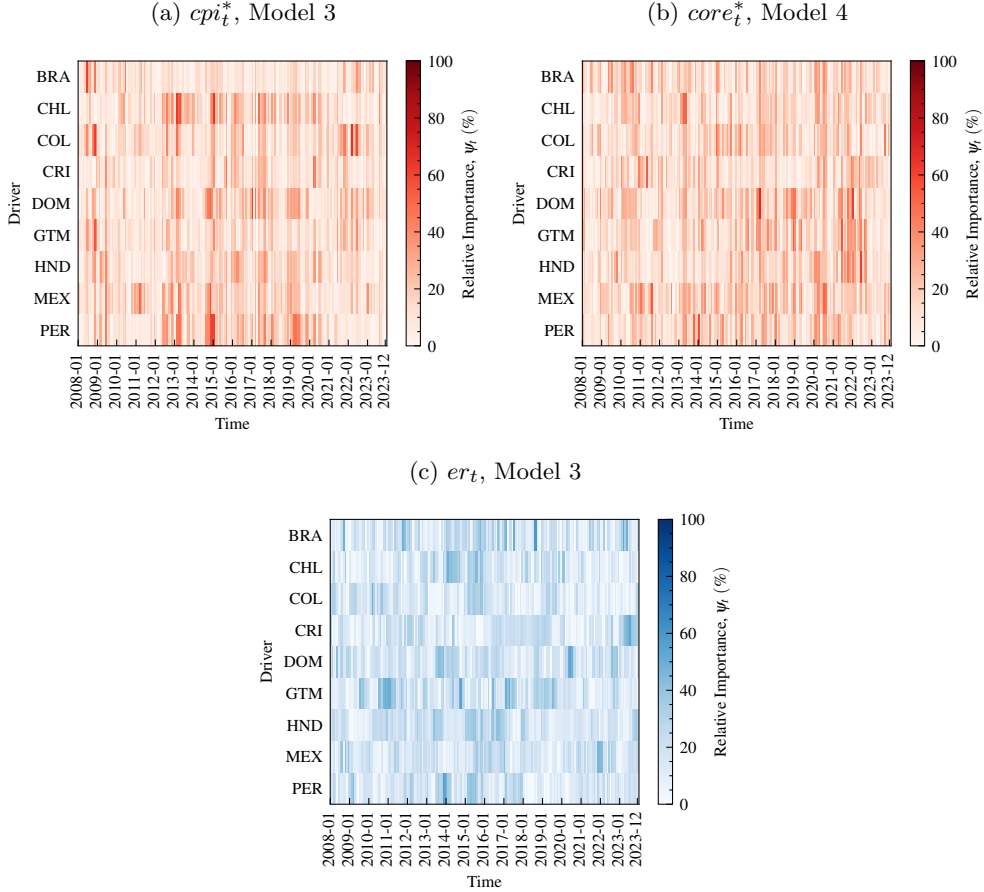 (a) cpi*ₜ, Model 3
100
80
60
40
20
0
Relative Importance, ψₜ (%)
Driver
BRA
CHL
COL
CRI
DOM
GTM
HND
MEX
PER
2008-01
2009-01
2010-01
2011-01
2012-01
2013-01
2015-01
2016-01
2017-01
2018-01
2019-01
2020-01
2021-01
2022-01
2023-01
2023-12
Time
(b) core*ₜ, Model 4
100
80
60
40
20
0
Relative Importance, ψₜ (%)
Driver
BRA
CHL
COL
CRI
DOM
GTM
HND
MEX
PER
2008-01
2009-01
2010-01
2011-01
2012-01
2013-01
2014-01
2015-01
2016-01
2017-01
2018-01
2019-01
2020-01
2021-01
2022-01
2023-01
2023-12
Time
(c) erₜ, Model 3
100
80
60
40
20
0
Relative Importance, ψₜ (%)
Driver
BRA
CHL
COL
CRI
DOM
GTM
HND
MEX
PER
2008-01
2009-01
2010-01
2011-01
2012-01
2013-01
2014-01
2015-01
2016-01
2017-01
2018-01
2019-01
2020-01
2021-01
2022-01
2023-01
2023-12
Time